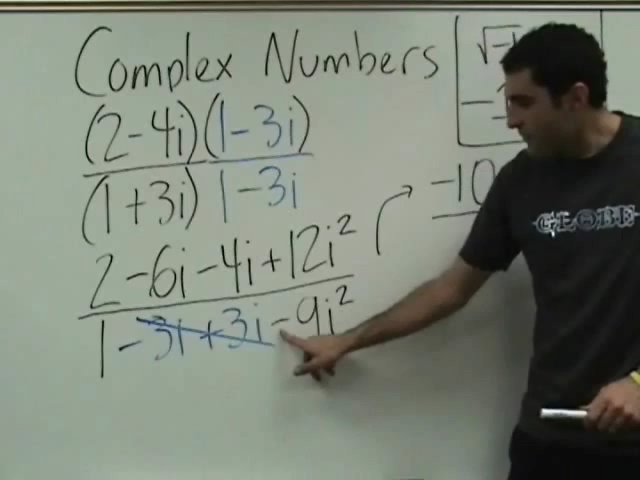 Complex Numbers
(2-4i)(1-3i)
(1+3i) 1-3i
2-6i-4i+12i²
1-3i+3i-9i²
√-1
-10
GLOBE